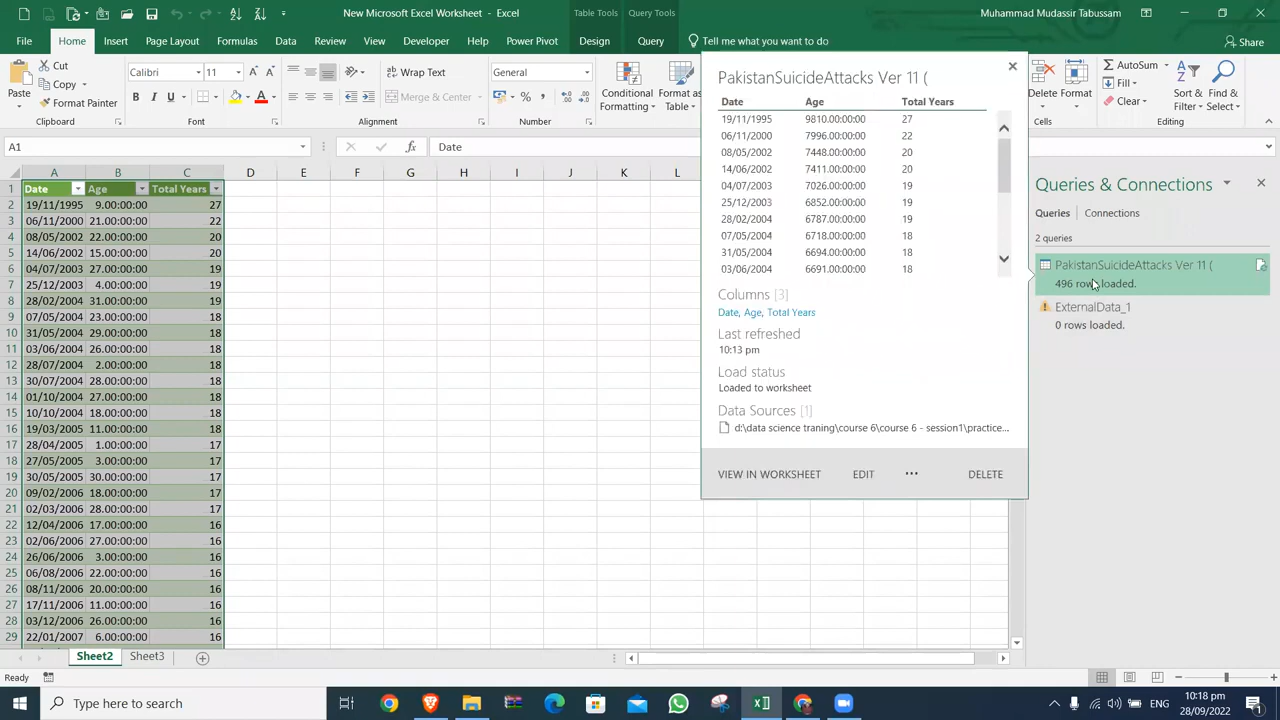 New Microsoft Excel Worksheet - Excel
Table Tools
Query Tools
Muhammad Mudassir Tabussam
File Home Insert Page Layout Formulas Data Review View Developer Help Power Pivot Design Query Tell me what you want to do Share
Paste
Cut
Copy
Format Painter
Clipboard
Calibri 11
B I U
Font
Wrap Text
Merge & Center
Alignment
General
Number
Conditional Formatting
Format as Table
Delete Format
Cells
AutoSum
Fill
Clear
Sort & Filter
Find & Select
Editing
A1 Date
A B C D E F G H I J K L
1 Date Age Total Years
2 19/11/1995 9.00:00:00 27
3 06/11/2000 21.00:00:00 22
4 08/05/2002 22.00:00:00 20
5 14/06/2002 15.00:00:00 20
6 04/07/2003 27.00:00:00 19
7 25/12/2003 4.00:00:00 19
8 28/02/2004 31.00:00:00 19
9 07/05/2004 23.00:00:00 18
10 31/05/2004 30.00:00:00 18
11 03/06/2004 26.00:00:00 18
12 28/07/2004 2.00:00:00 18
13 30/07/2004 28.00:00:00 18
14 01/10/2004 27.00:00:00 18
15 10/10/2004 18.00:00:00 18
16 19/03/2005 11.00:00:00 18
17 28/04/2005 1.00:00:00 17
18 27/05/2005 3.00:00:00 17
20 09/02/2006 18.00:00:00 17
21 02/03/2006 28.00:00:00 17
22 12/04/2006 17.00:00:00 16
23 02/06/2006 27.00:00:00 16
24 26/06/2006 3.00:00:00 16
25 06/08/2006 22.00:00:00 16
26 08/11/2006 20.00:00:00 16
27 17/11/2006 11.00:00:00 16
28 03/12/2006 26.00:00:00 16
29 22/01/2007 6.00:00:00 16
PakistanSuicideAttacks Ver 11 (
Date Age Total Years
19/11/1995 9810.00:00:00 27
06/11/2000 7996.00:00:00 22
08/05/2002 7448.00:00:00 20
14/06/2002 7411.00:00:00 20
04/07/2003 7026.00:00:00 19
25/12/2003 6852.00:00:00 19
28/02/2004 6787.00:00:00 19
07/05/2004 6718.00:00:00 18
31/05/2004 6694.00:00:00 18
03/06/2004 6691.00:00:00 18
Columns [3]
Date, Age, Total Years
Last refreshed
10:13 pm
Load status
Loaded to worksheet
Data Sources [1]
d:\data science traning\course 6\course 6 - session1\practice...
VIEW IN WORKSHEET EDIT ••• DELETE
Queries & Connections
Queries Connections
2 queries
PakistanSuicideAttacks Ver 11 (
496 rows loaded.
ExternalData_1
0 rows loaded.
Sheet2 Sheet3
Ready
Type here to search
ENG
10:18 pm
28/09/2022